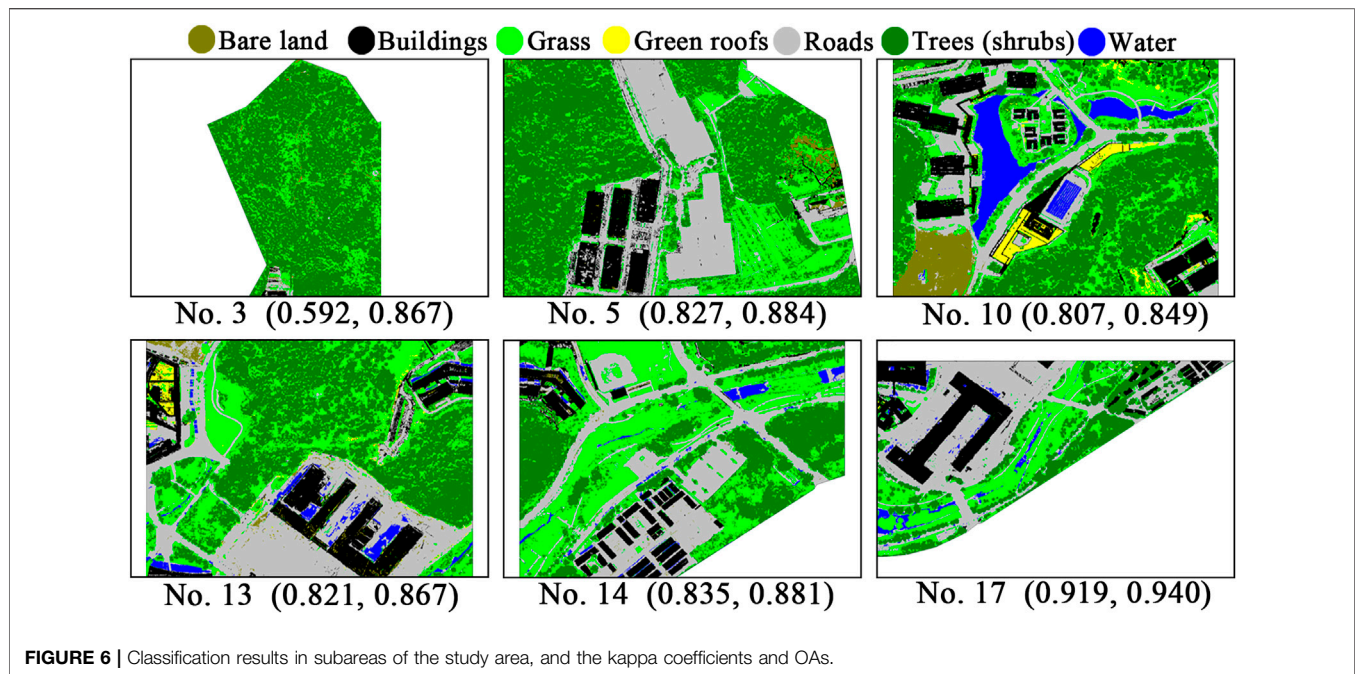 Bare land Buildings Grass Green roofs Roads Trees (shrubs) Water
No. 3 (0.592, 0.867) No. 5 (0.827, 0.884) No. 10 (0.807, 0.849)
No. 13 (0.821, 0.867) No. 14 (0.835, 0.881) No. 17 (0.919, 0.940)
FIGURE 6 | Classification results in subareas of the study area, and the kappa coefficients and OAs.